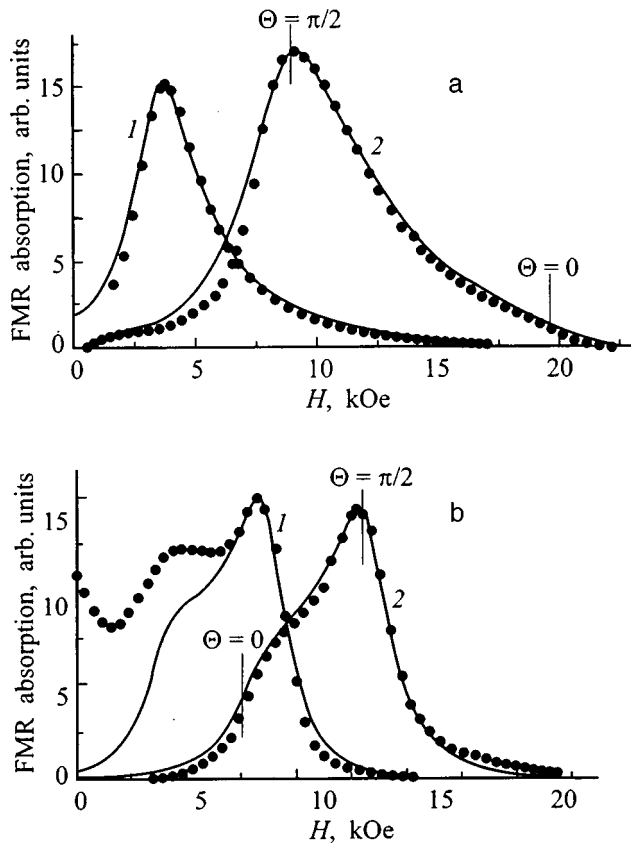 Θ = π/2
a
15
1
10
2
5
Θ = 0
0
FMR absorption, arb. units
0 5 10 15 20
H, kOe
Θ = π/2
b
15
1
10
2
Θ = 0
5
0
FMR absorption, arb. units
0 5 10 15 20
H, kOe